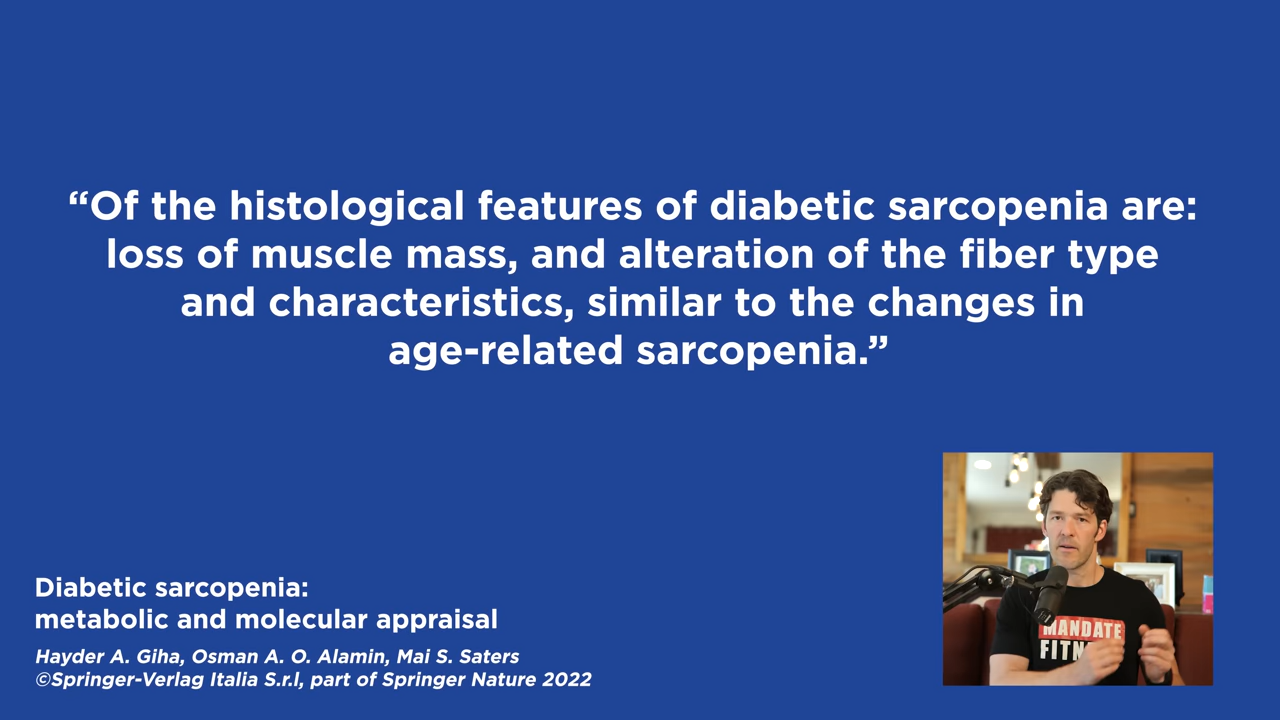 “Of the histological features of diabetic sarcopenia are:
loss of muscle mass, and alteration of the fiber type
and characteristics, similar to the changes in
age-related sarcopenia.”
Diabetic sarcopenia:
metabolic and molecular appraisal
Hayder A. Giha, Osman A. O. Alamin, Mai S. Saters
©Springer-Verlag Italia S.r.l, part of Springer Nature 2022
MANDATE